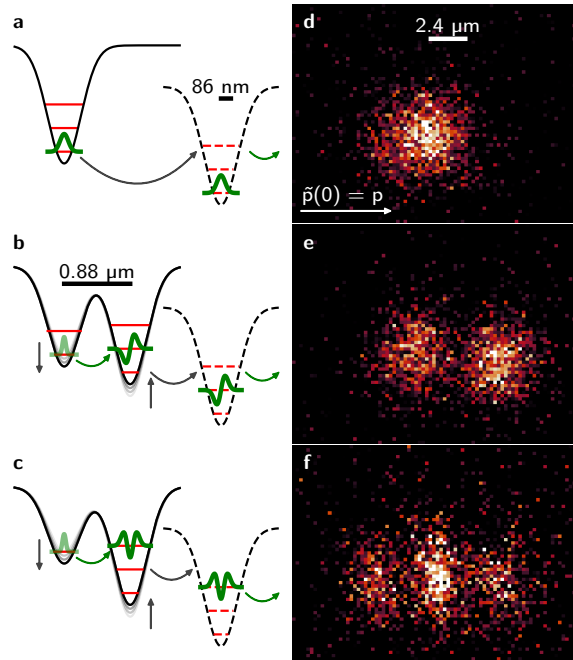 a
86 nm
d
2.4 μm
p̃(0) = p
b
0.88 μm
e
c
f